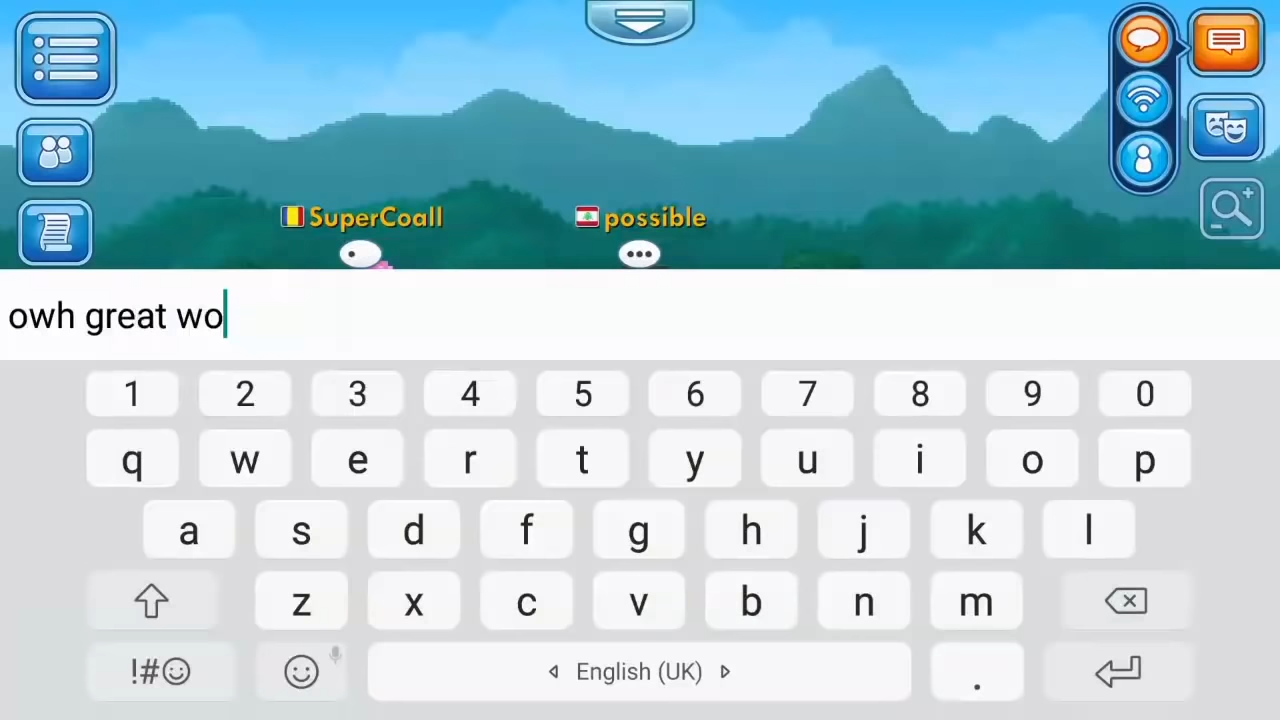 SuperCoall
possible
owh great wo
1 2 3 4 5 6 7 8 9 0
q w e r t y u i o p
a s d f g h j k l
z x c v b n m
!#☺ English (UK) .